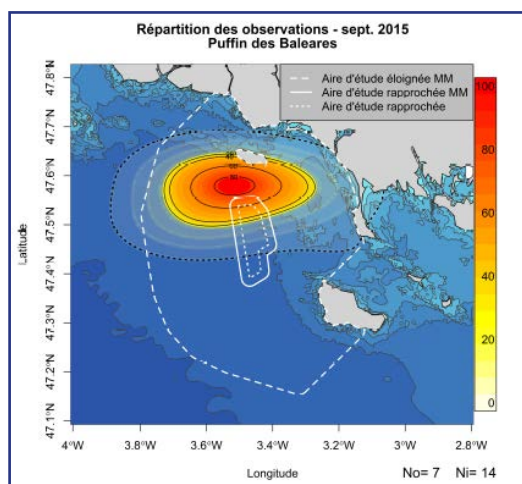 Répartition des observations - sept. 2015
Puffin des Baleares
Aire d'étude éloignée MM
Aire d'étude rapprochée MM
Aire d'étude rapprochée
Latitude
47.8°N
47.7°N
47.6°N
47.5°N
47.4°N
47.3°N
47.2°N
47.1°N
100
80
60
40
20
0
4°W
3.8°W
3.6°W
3.4°W
3.2°W
3°W
2.8°W
Longitude
No= 7 Ni= 14